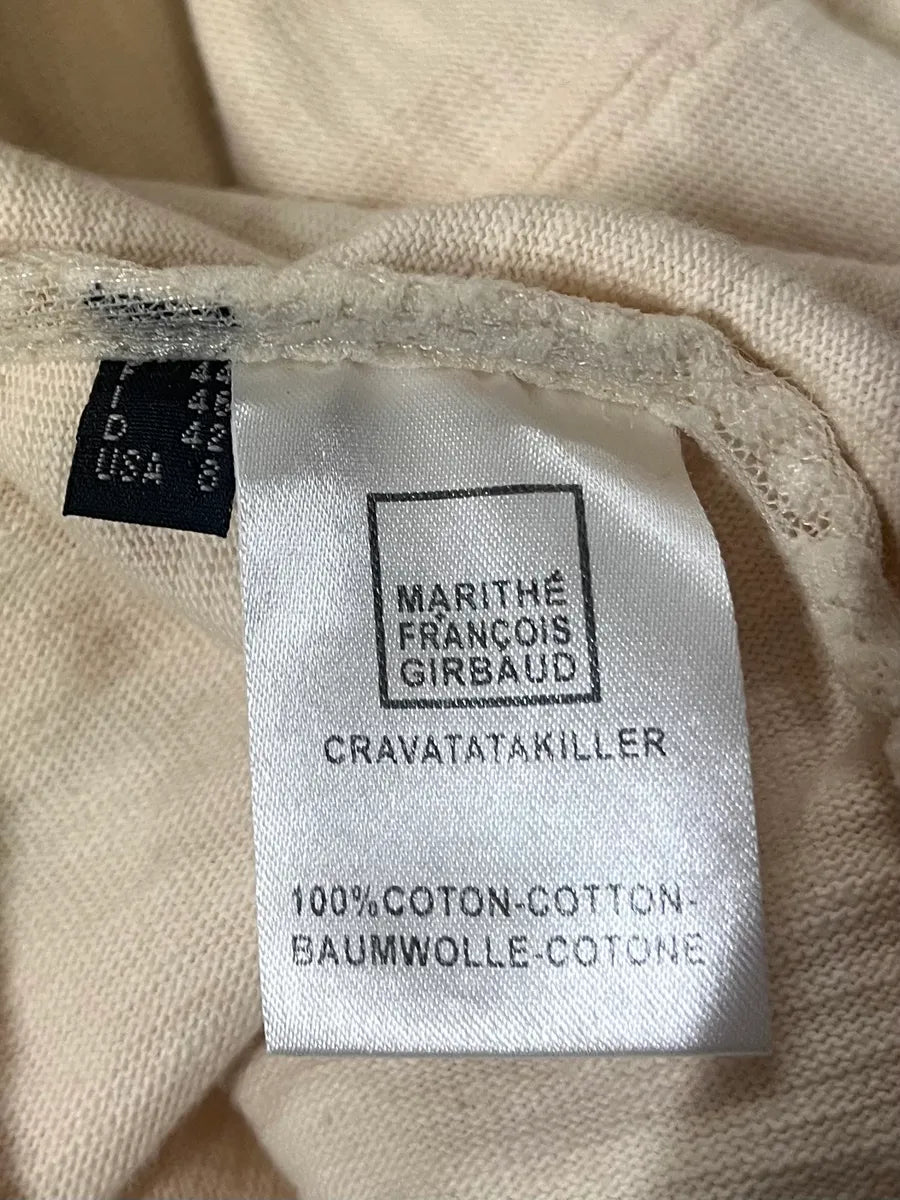 MARITHÉ
+
FRANÇOIS
GIRBAUD
CRAVATATAKILLER
100%COTON-COTTON-
BAUMWOLLE-COTONE
D
USA